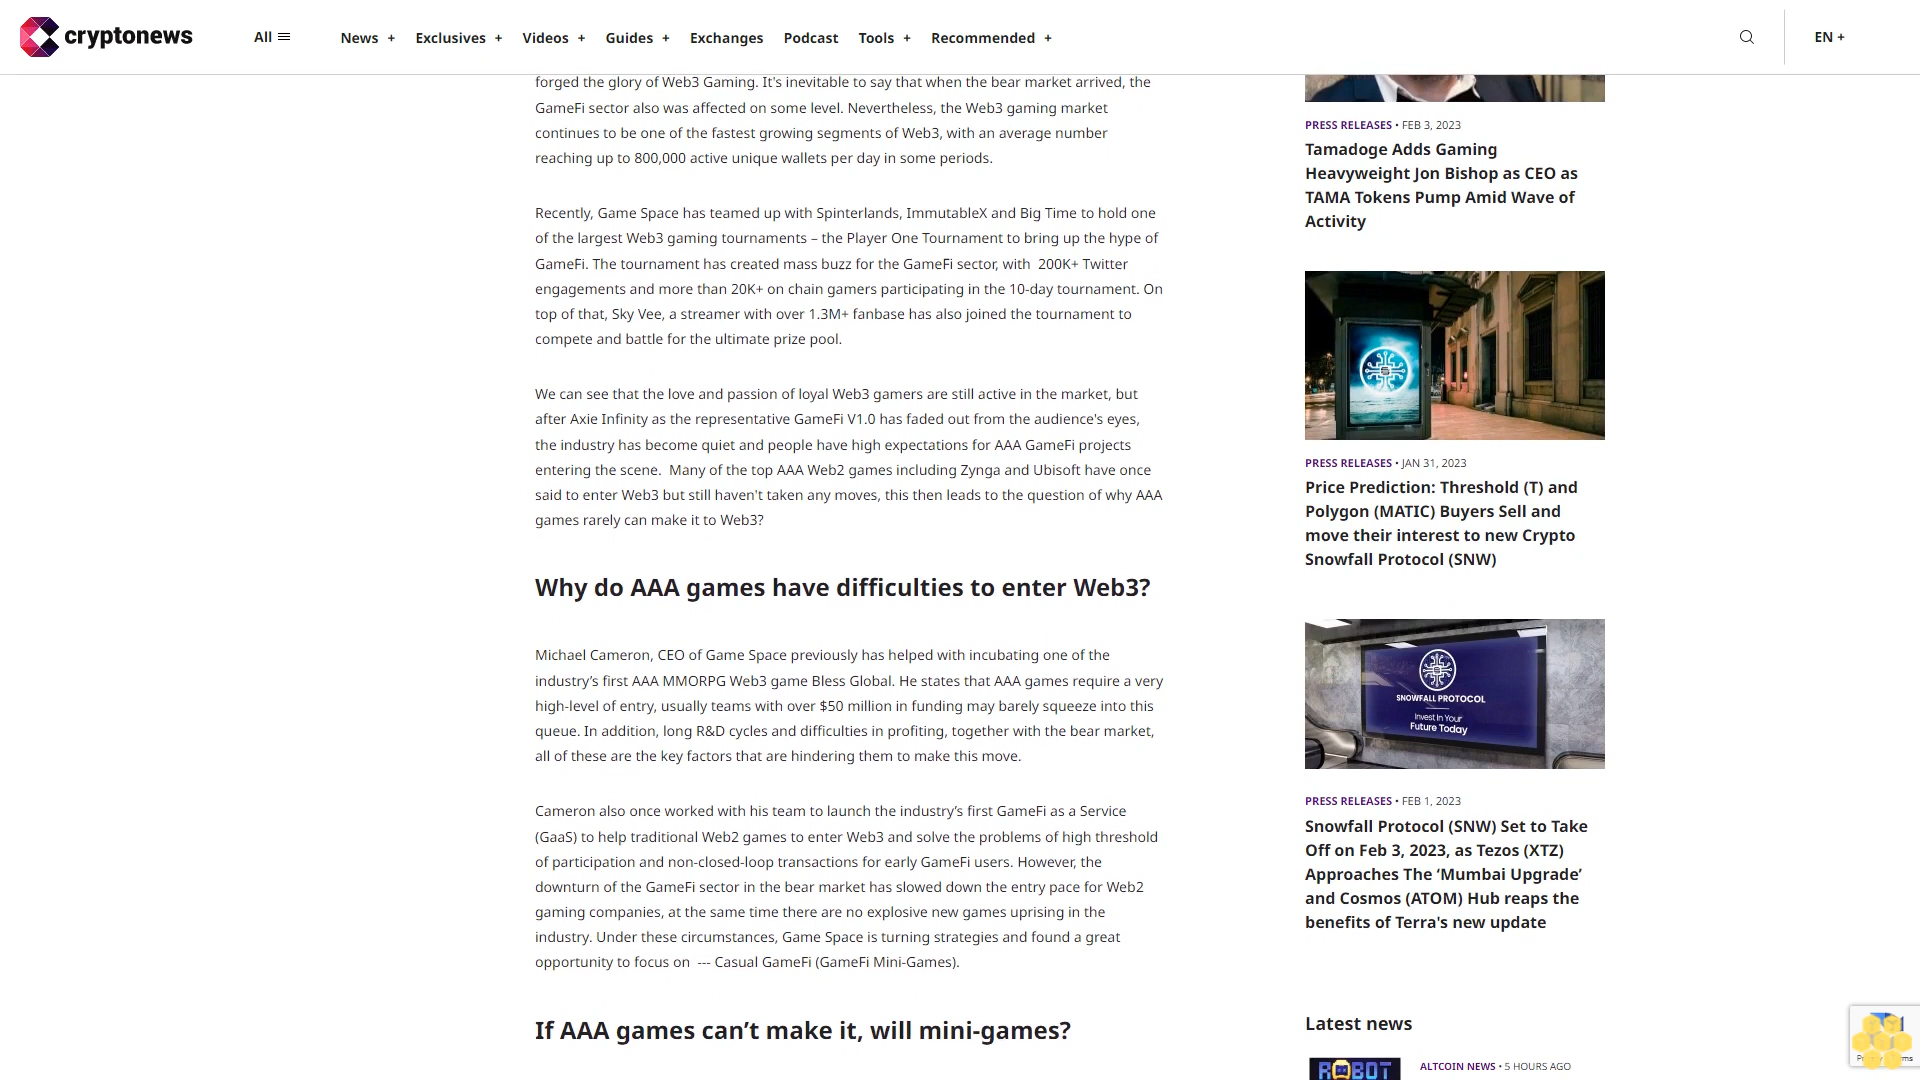 cryptonews
All
News +
Exclusives +
Videos +
Guides +
Exchanges
Podcast
Tools +
Recommended +
EN +
forged the glory of Web3 Gaming. It's inevitable to say that when the bear market arrived, the
GameFi sector also was affected on some level. Nevertheless, the Web3 gaming market
continues to be one of the fastest growing segments of Web3, with an average number
reaching up to 800,000 active unique wallets per day in some periods.
Recently, Game Space has teamed up with Spinterlands, ImmutableX and Big Time to hold one
of the largest Web3 gaming tournaments – the Player One Tournament to bring up the hype of
GameFi. The tournament has created mass buzz for the GameFi sector, with  200K+ Twitter
engagements and more than 20K+ on chain gamers participating in the 10-day tournament. On
top of that, Sky Vee, a streamer with over 1.3M+ fanbase has also joined the tournament to
compete and battle for the ultimate prize pool.
We can see that the love and passion of loyal Web3 gamers are still active in the market, but
after Axie Infinity as the representative GameFi V1.0 has faded out from the audience's eyes,
the industry has become quiet and people have high expectations for AAA GameFi projects
entering the scene.  Many of the top AAA Web2 games including Zynga and Ubisoft have once
said to enter Web3 but still haven't taken any moves, this then leads to the question of why AAA
games rarely can make it to Web3?
Why do AAA games have difficulties to enter Web3?
Michael Cameron, CEO of Game Space previously has helped with incubating one of the
industry’s first AAA MMORPG Web3 game Bless Global. He states that AAA games require a very
high-level of entry, usually teams with over $50 million in funding may barely squeeze into this
queue. In addition, long R&D cycles and difficulties in profiting, together with the bear market,
all of these are the key factors that are hindering them to make this move.
Cameron also once worked with his team to launch the industry’s first GameFi as a Service
(GaaS) to help traditional Web2 games to enter Web3 and solve the problems of high threshold
of participation and non-closed-loop transactions for early GameFi users. However, the
downturn of the GameFi sector in the bear market has slowed down the entry pace for Web2
gaming companies, at the same time there are no explosive new games uprising in the
industry. Under these circumstances, Game Space is turning strategies and found a great
opportunity to focus on  --- Casual GameFi (GameFi Mini-Games).
If AAA games can’t make it, will mini-games?
PRESS RELEASES • FEB 3, 2023
Tamadoge Adds Gaming
Heavyweight Jon Bishop as CEO as
TAMA Tokens Pump Amid Wave of
Activity
PRESS RELEASES • JAN 31, 2023
Price Prediction: Threshold (T) and
Polygon (MATIC) Buyers Sell and
move their interest to new Crypto
Snowfall Protocol (SNW)
SNOWFALL PROTOCOL
Invest In Your
Future Today
PRESS RELEASES • FEB 1, 2023
Snowfall Protocol (SNW) Set to Take
Off on Feb 3, 2023, as Tezos (XTZ)
Approaches The ‘Mumbai Upgrade’
and Cosmos (ATOM) Hub reaps the
benefits of Terra's new update
Latest news
ROBOT
ALTCOIN NEWS • 5 HOURS AGO